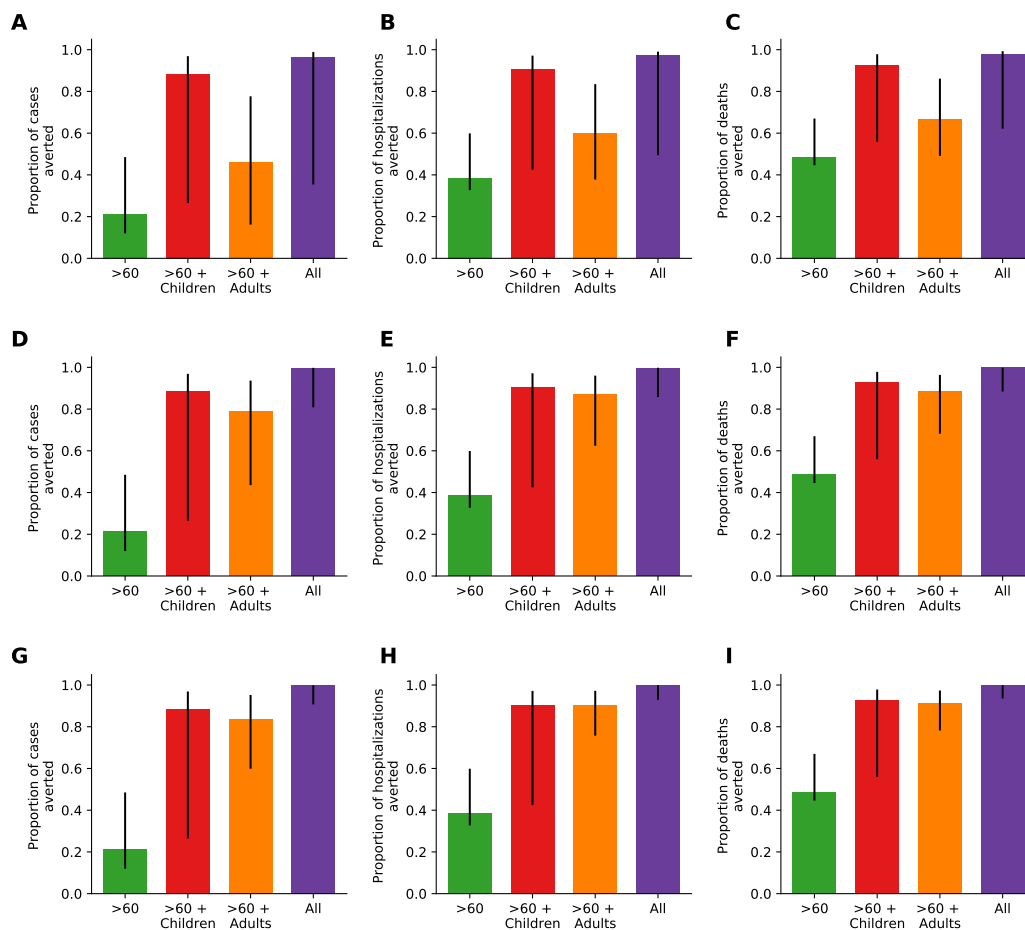 A
Proportion of cases
averted
1.0
0.8
0.6
0.4
0.2
0.0
>60
>60 +
Children
>60 +
Adults
All
B
Proportion of hospitalizations
averted
1.0
0.8
0.6
0.4
0.2
0.0
>60
>60 +
Children
>60 +
Adults
All
C
Proportion of deaths
averted
1.0
0.8
0.6
0.4
0.2
0.0
>60
>60 +
Children
>60 +
Adults
All
D
Proportion of cases
averted
1.0
0.8
0.6
0.4
0.2
0.0
>60
>60 +
Children
>60 +
Adults
All
E
Proportion of hospitalizations
averted
1.0
0.8
0.6
0.4
0.2
0.0
>60
>60 +
Children
>60 +
Adults
All
F
Proportion of deaths
averted
1.0
0.8
0.6
0.4
0.2
0.0
>60
>60 +
Children
>60 +
Adults
All
G
Proportion of cases
averted
1.0
0.8
0.6
0.4
0.2
0.0
>60
>60 +
Children
>60 +
Adults
All
H
Proportion of hospitalizations
averted
1.0
0.8
0.6
0.4
0.2
0.0
>60
>60 +
Children
>60 +
Adults
All
I
Proportion of deaths
averted
1.0
0.8
0.6
0.4
0.2
0.0
>60
>60 +
Children
>60 +
Adults
All